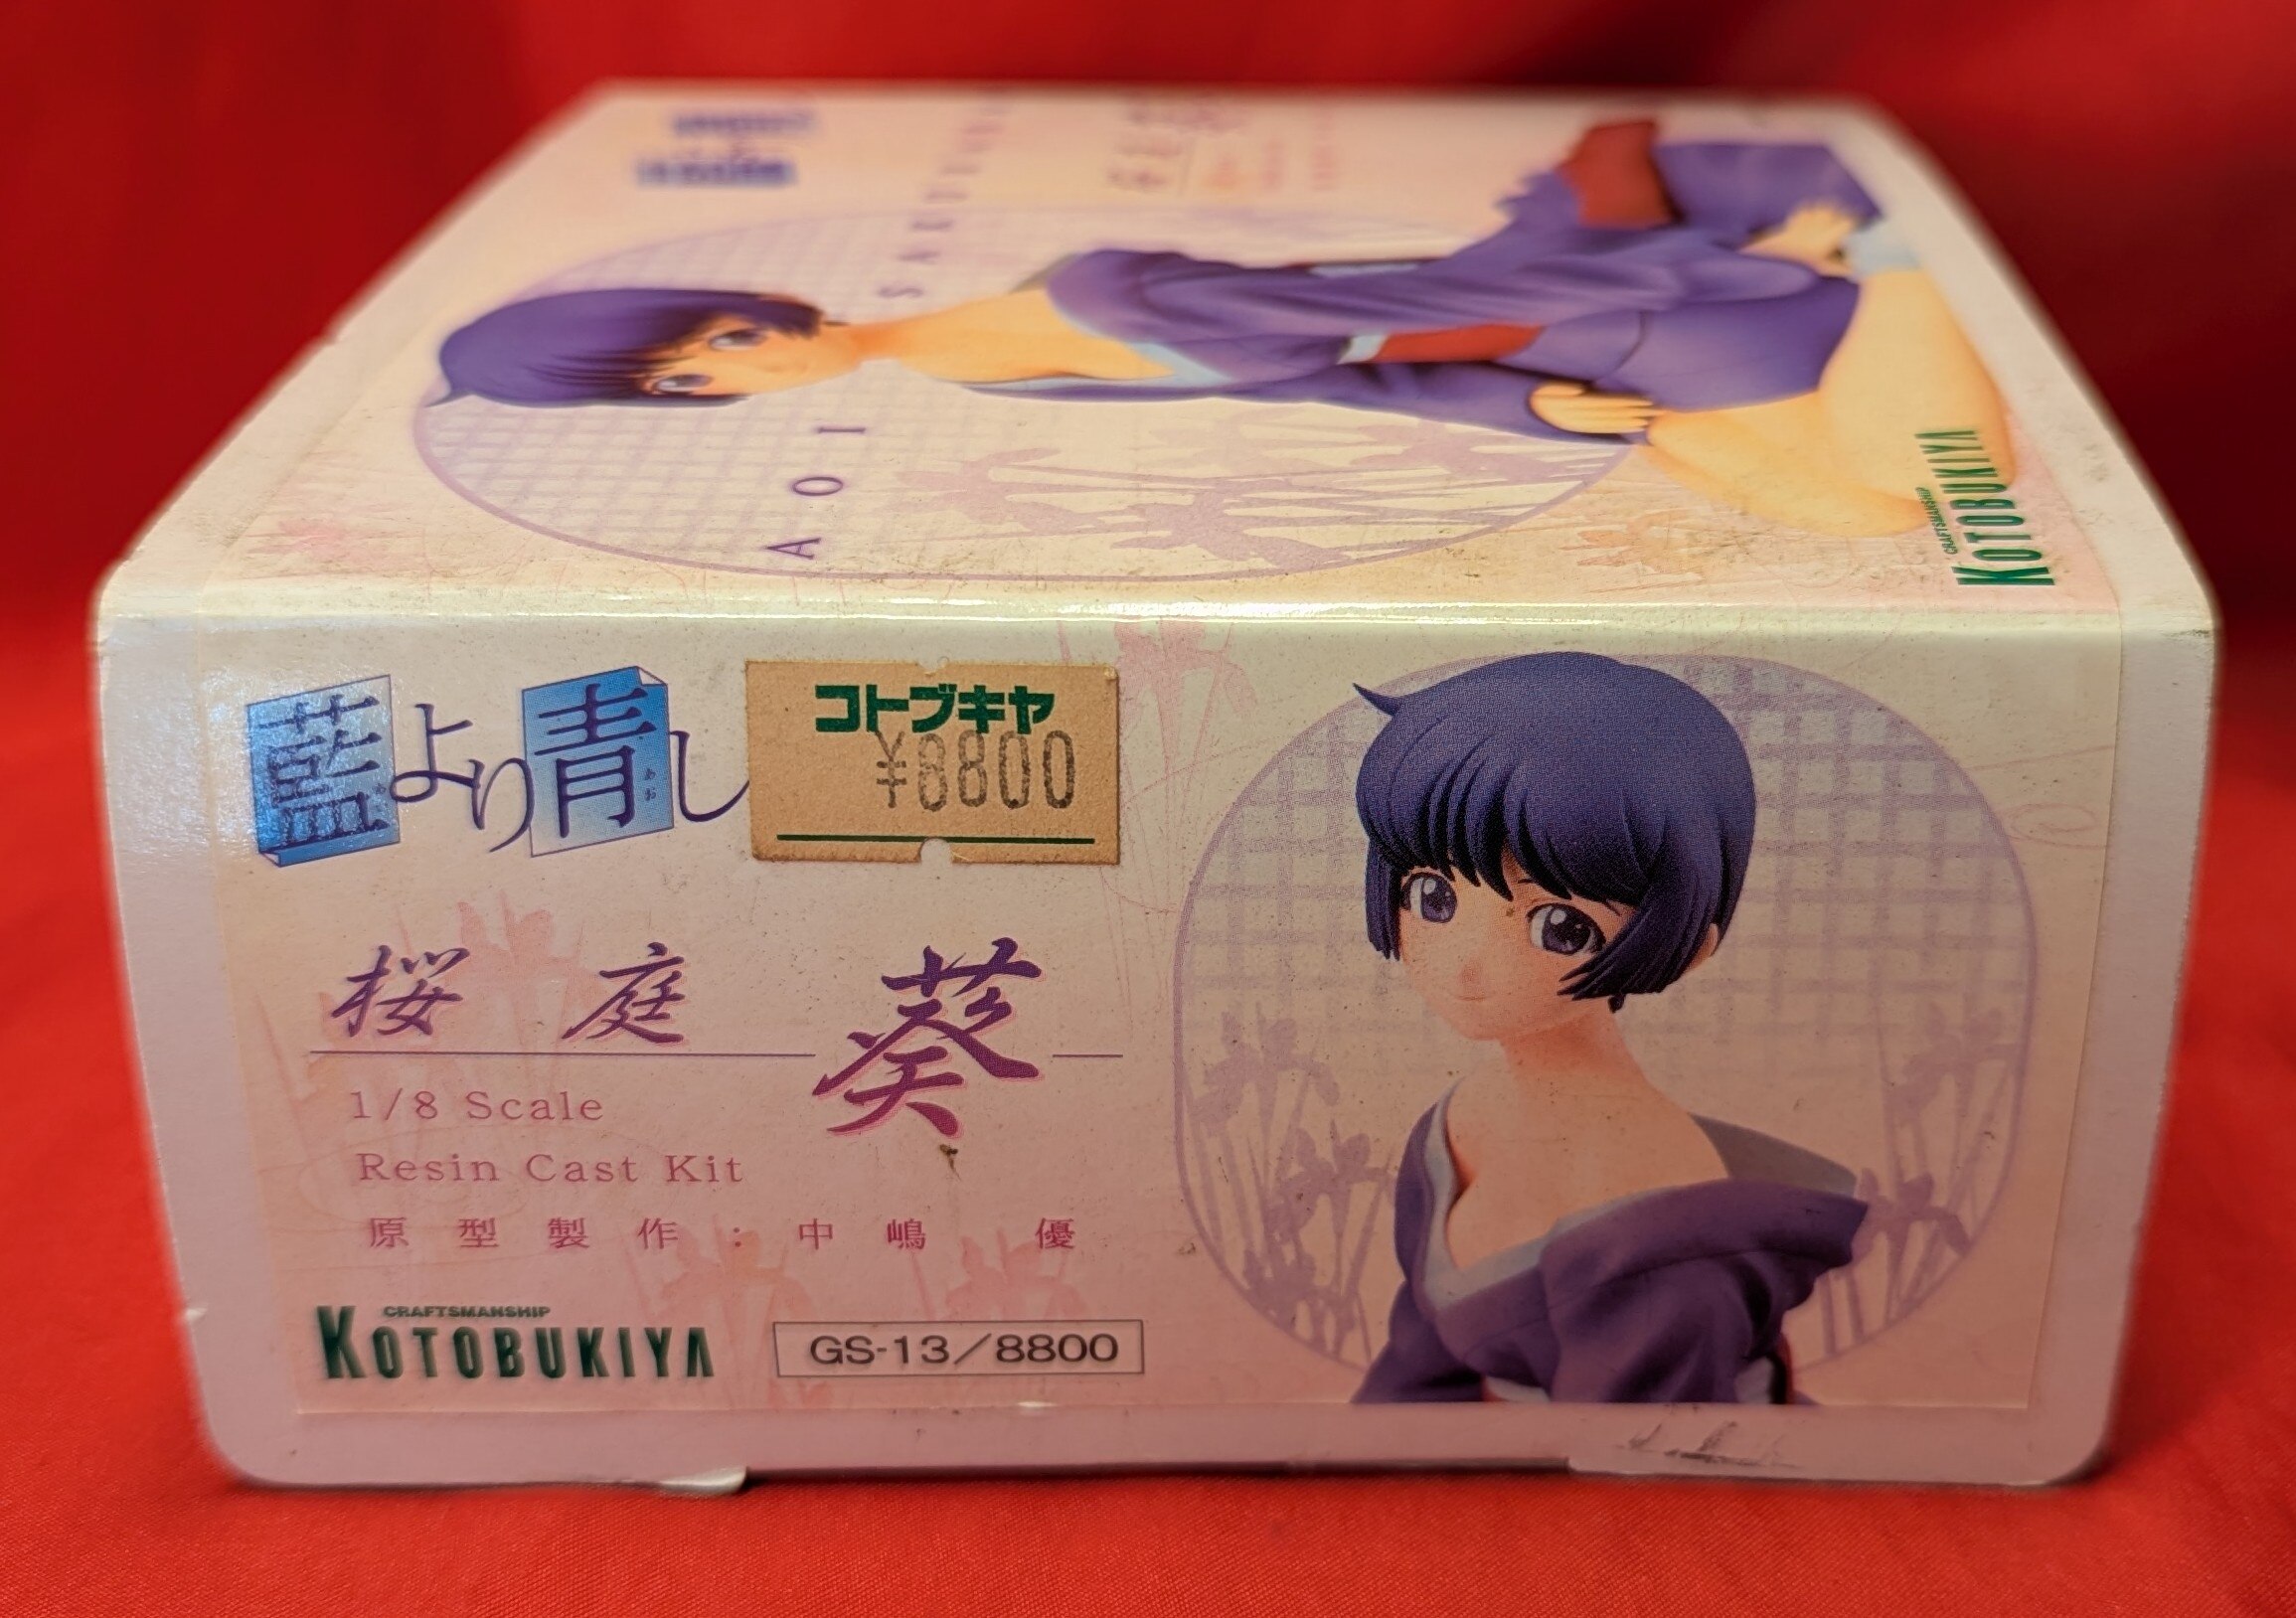 SAKURABA
AOI
CRAFTSMANSHIP
KOTOBUKIYA
藍より青し
あい
あお
コトブキヤ
¥8800
桜庭 葵
1/8 Scale
Resin Cast Kit
原型製作：中嶋 優
CRAFTSMANSHIP
KOTOBUKIYA
GS-13/8800